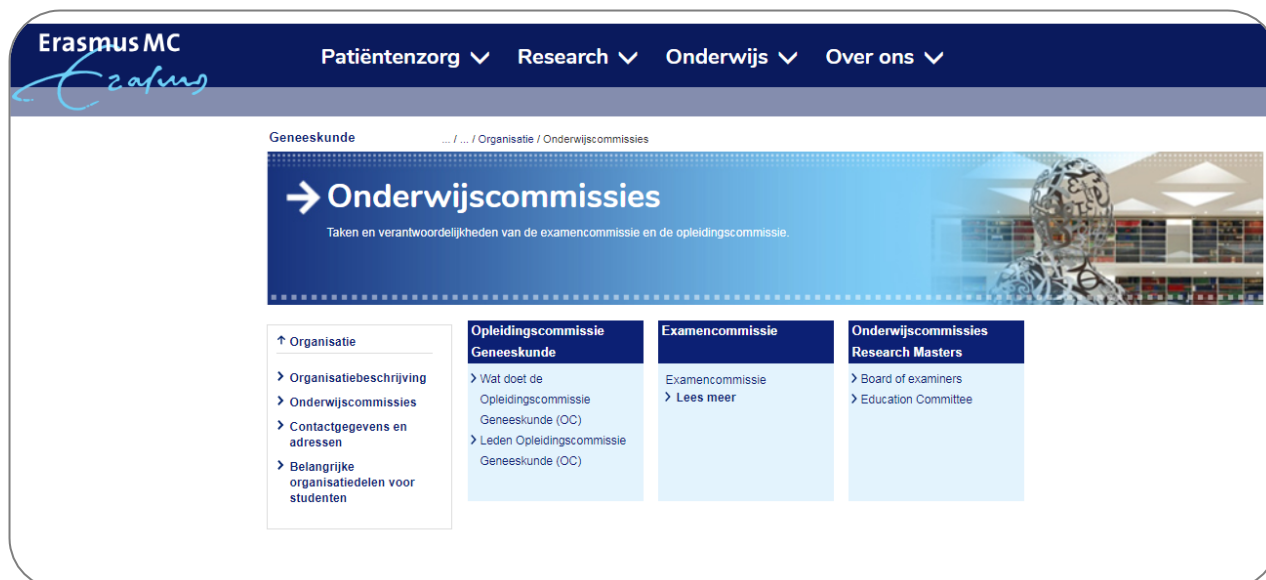 Erasmus MC
Erasmus
Patiëntenzorg
Research
Onderwijs
Over ons
Geneeskunde
... / ... / Organisatie / Onderwijscommissies
Onderwijscommissies
Taken en verantwoordelijkheden van de examencommissie en de opleidingscommissie.
Organisatie
Organisatiebeschrijving
Onderwijscommissies
Contactgegevens en
adressen
Belangrijke
organisatiedelen voor
studenten
Opleidingscommissie
Geneeskunde
Wat doet de
Opleidingscommissie
Geneeskunde (OC)
Leden Opleidingscommissie
Geneeskunde (OC)
Examencommissie
Examencommissie
Lees meer
Onderwijscommissies
Research Masters
Board of examiners
Education Committee